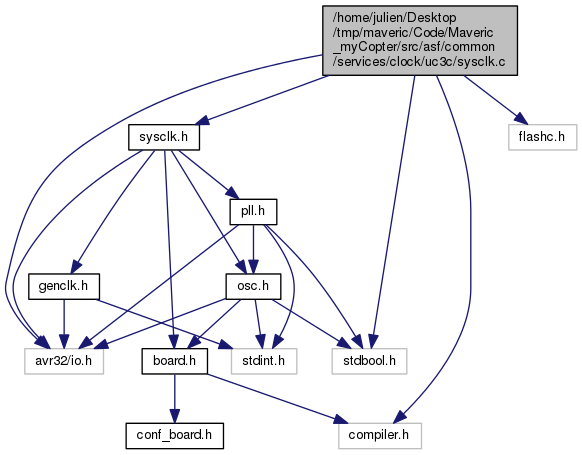 /home/julien/Desktop
/tmp/maveric/Code/Maveric
_myCopter/src/asf/common
/services/clock/uc3c/sysclk.c
sysclk.h
flashc.h
pll.h
genclk.h
osc.h
avr32/io.h
board.h
stdint.h
stdbool.h
conf_board.h
compiler.h